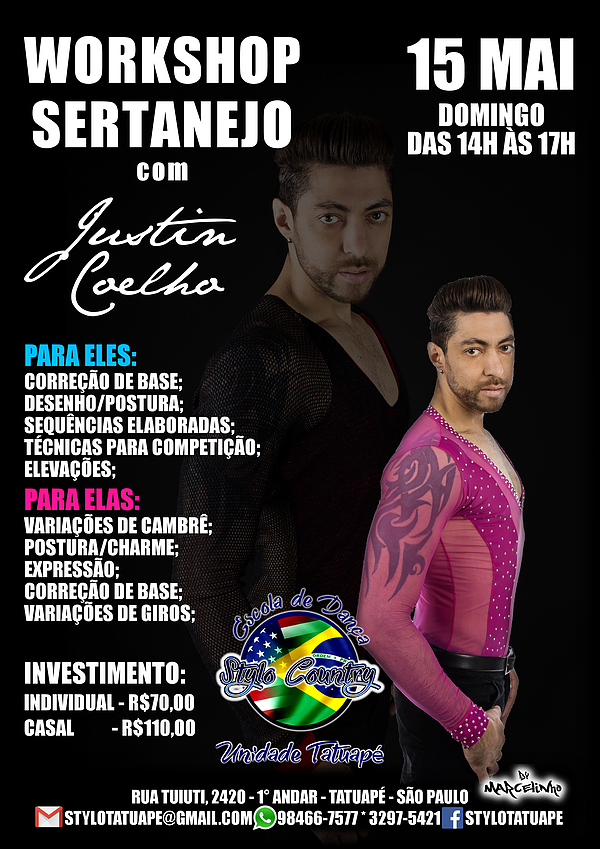 WORKSHOP
SERTANEJO
com
Justin
Coelho
15 MAI
DOMINGO
DAS 14H ÀS 17H
PARA ELES:
CORREÇÃO DE BASE;
DESENHO/POSTURA;
SEQUÊNCIAS ELABORADAS;
TÉCNICAS PARA COMPETIÇÃO;
ELEVAÇÕES;
PARA ELAS:
VARIAÇÕES DE CAMBRÊ;
POSTURA/CHARME;
EXPRESSÃO;
CORREÇÃO DE BASE;
VARIAÇÕES DE GIROS;
INVESTIMENTO:
INDIVIDUAL - R$70,00
CASAL - R$110,00
Escola de Dança
Stylo Country
Unidade Tatuapé
By
MARCELINHO
RUA TUIUTI, 2420 - 1° ANDAR - TATUAPÉ - SÃO PAULO
STYLOTATUAPE@GMAIL.COM 98466-7577 * 3297-5421 STYLOTATUAPE